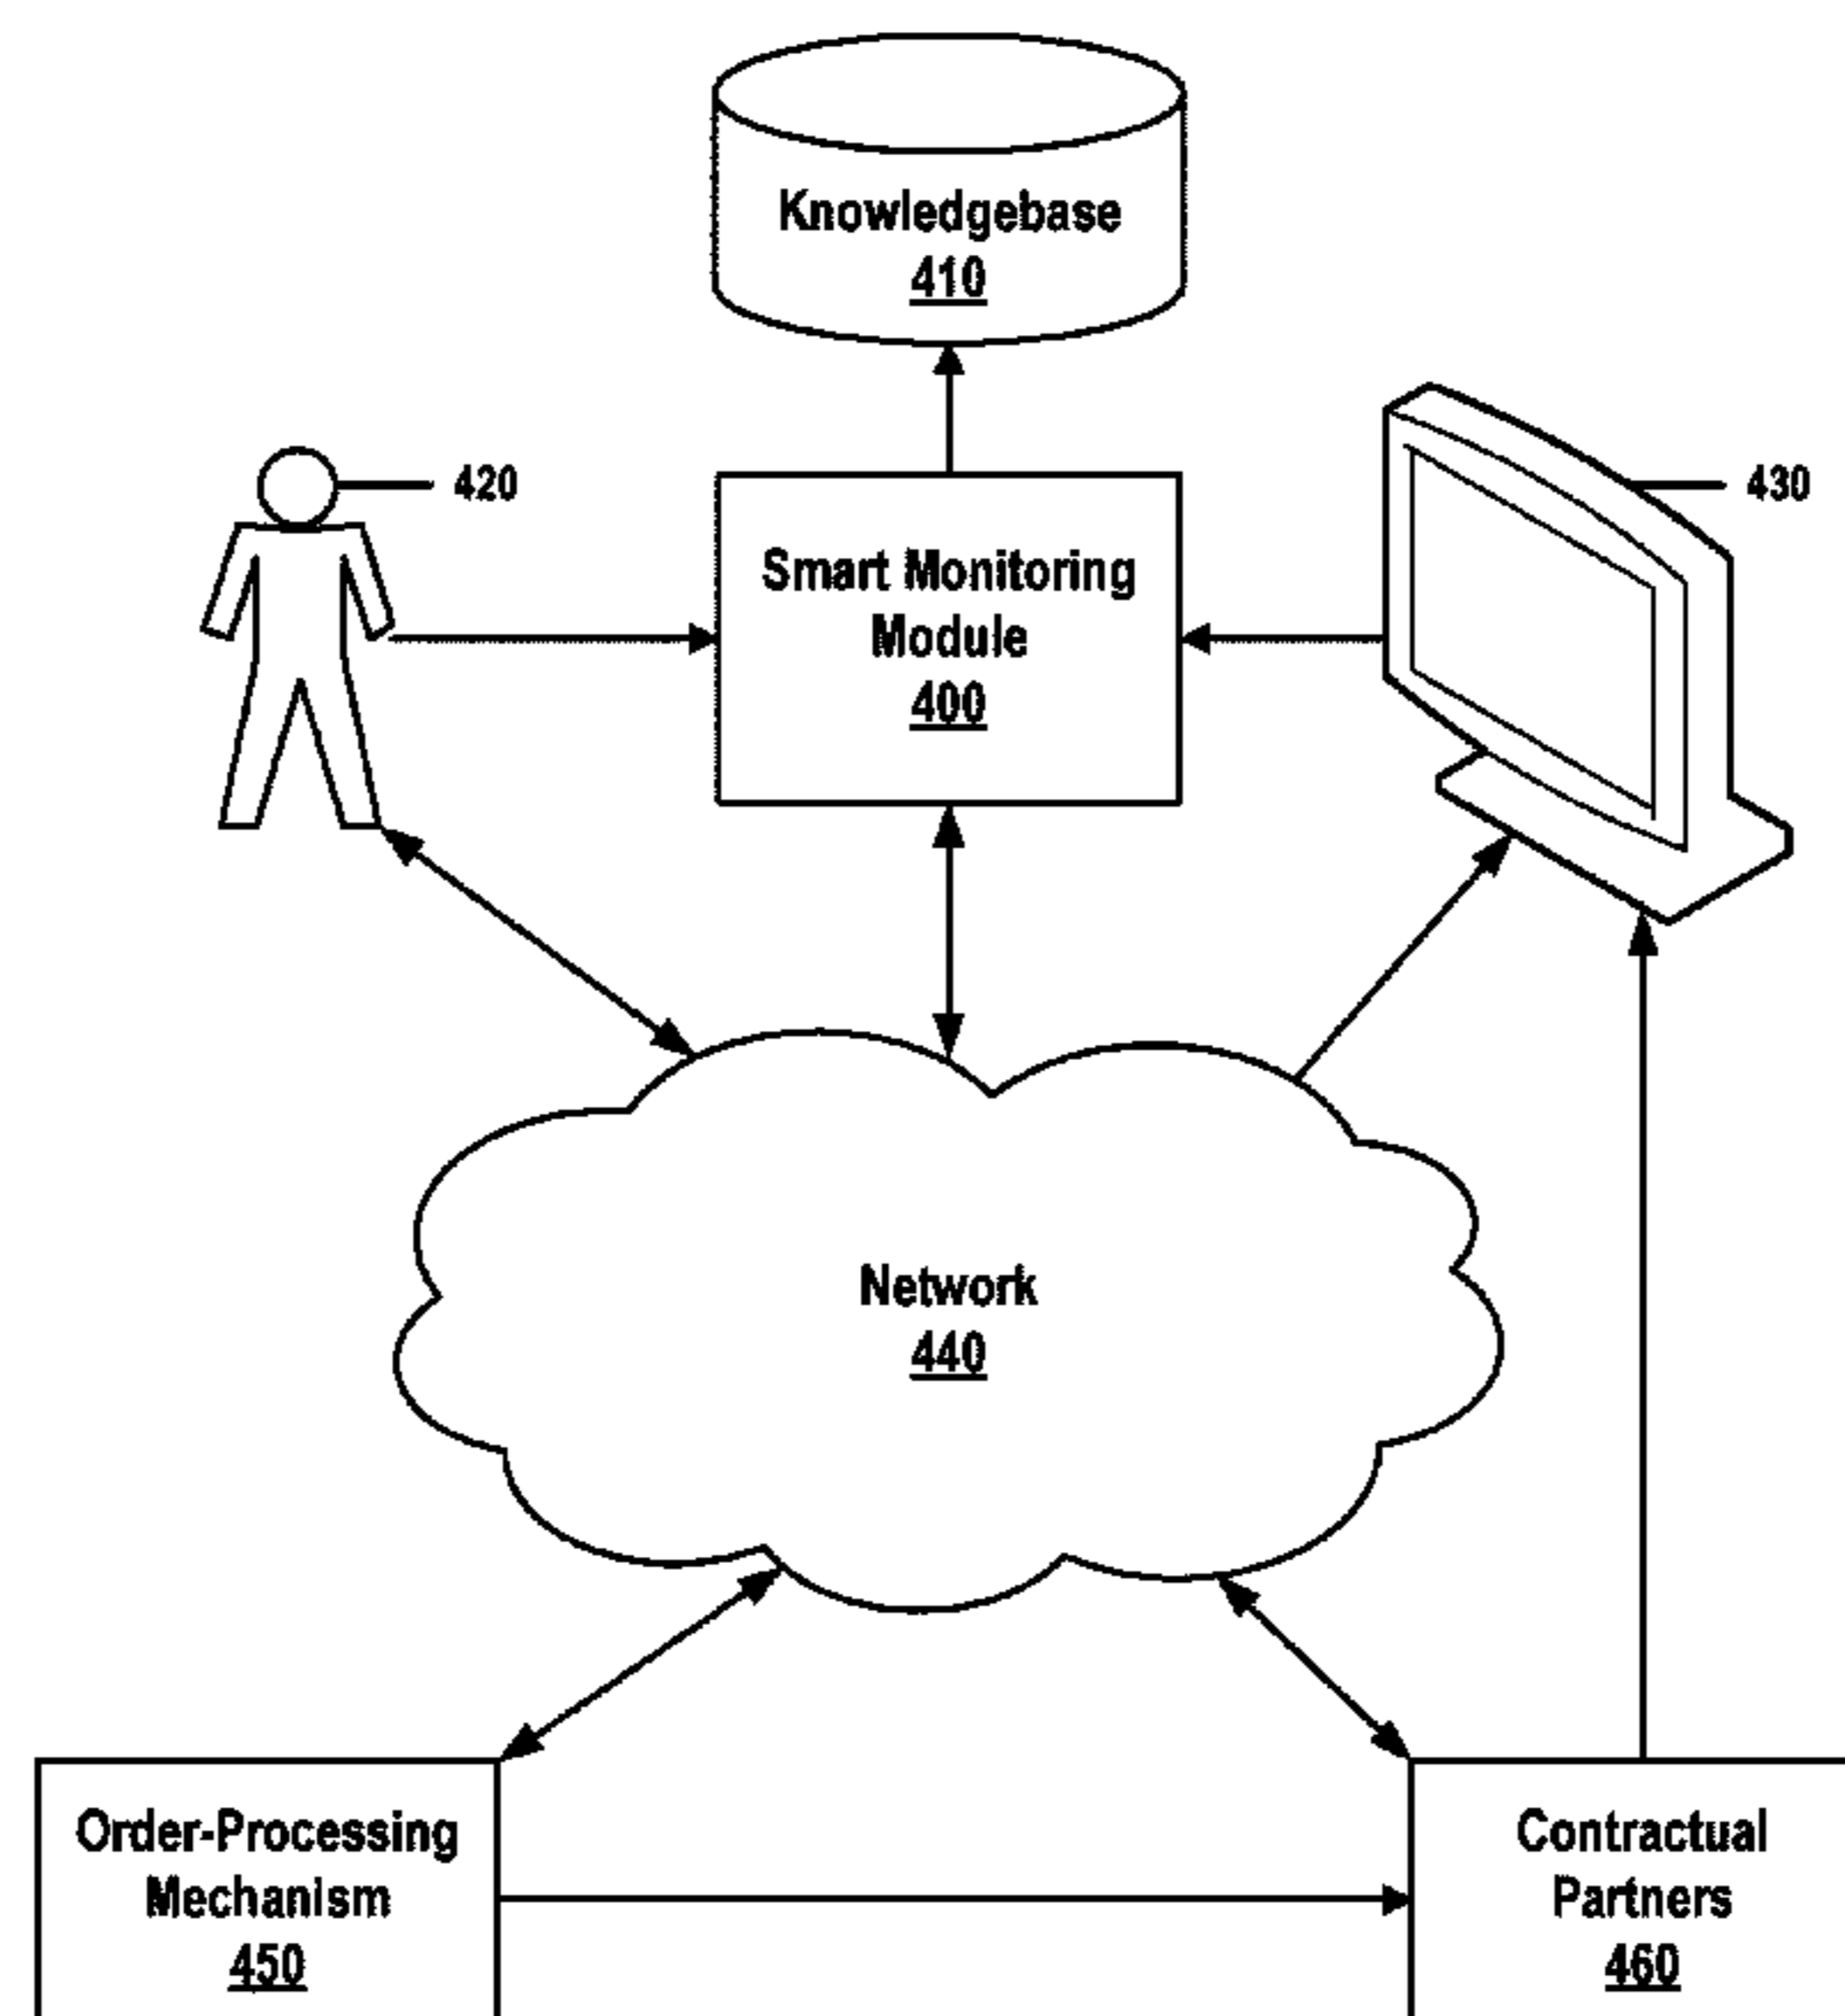 Knowledgebase
410
420
430
Smart Monitoring
Module
400
Network
440
Order-Processing
Mechanism
450
Contractual
Partners
460